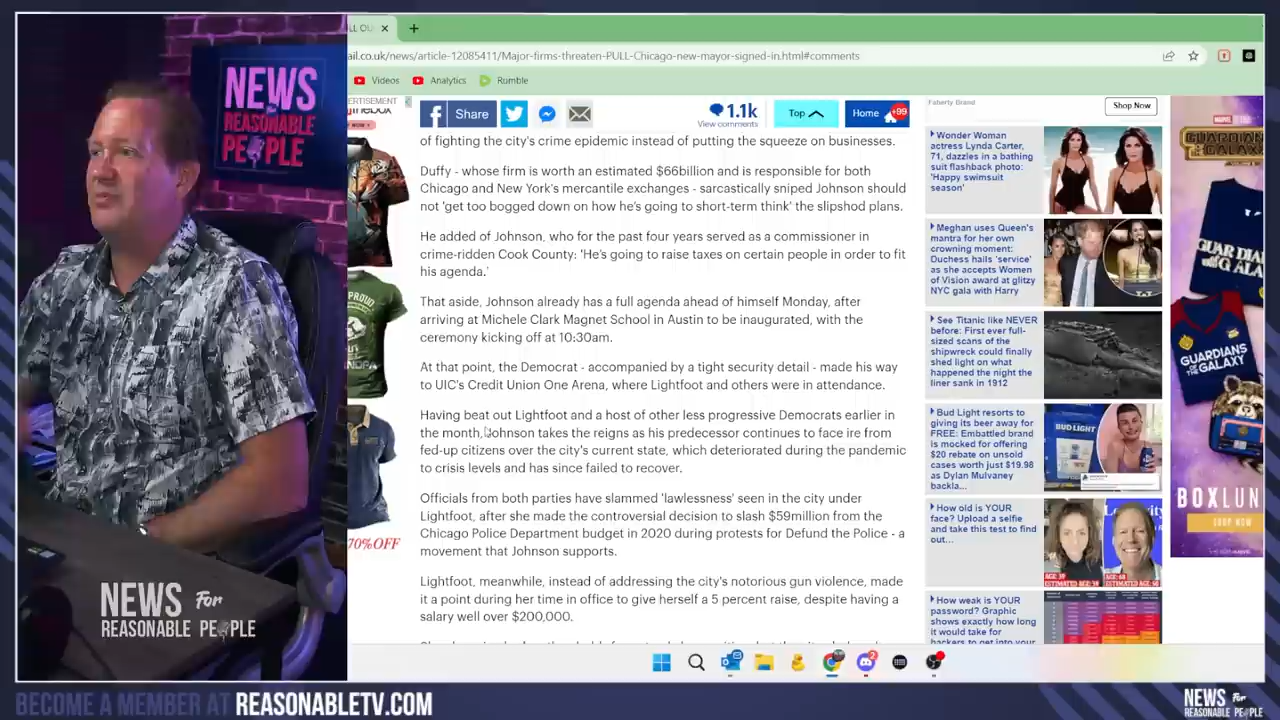 NEWS
For
REASONABLE
PEOPLE
NEWS For
REASONABLE PEOPLE
ail.co.uk/news/article-12085411/Major-firms-threaten-PULL-Chicago-new-mayor-signed-in.html#comments
Videos
Analytics
Rumble
ERTISEMENT
Share
1.1k
View comments
Top
Home
+99
of fighting the city's crime epidemic instead of putting the squeeze on businesses.
Duffy - whose firm is worth an estimated $66billion and is responsible for both
Chicago and New York's mercantile exchanges - sarcastically sniped Johnson should
not 'get too bogged down on how he's going to short-term think' the slipshod plans.
He added of Johnson, who for the past four years served as a commissioner in
crime-ridden Cook County: 'He's going to raise taxes on certain people in order to fit
his agenda.'
That aside, Johnson already has a full agenda ahead of himself Monday, after
arriving at Michele Clark Magnet School in Austin to be inaugurated, with the
ceremony kicking off at 10:30am.
At that point, the Democrat - accompanied by a tight security detail - made his way
to UIC's Credit Union One Arena, where Lightfoot and others were in attendance.
Having beat out Lightfoot and a host of other less progressive Democrats earlier in
the month, Johnson takes the reigns as his predecessor continues to face ire from
fed-up citizens over the city's current state, which deteriorated during the pandemic
to crisis levels and has since failed to recover.
Officials from both parties have slammed 'lawlessness' seen in the city under
Lightfoot, after she made the controversial decision to slash $59million from the
Chicago Police Department budget in 2020 during protests for Defund the Police - a
movement that Johnson supports.
Lightfoot, meanwhile, instead of addressing the city's notorious gun violence, made
ent during her time in office to give herself a 5 percent raise, despite having a
salary well over $200,000.
70%OFF
Faherty Brand
Shop Now
Wonder Woman
actress Lynda Carter,
71, dazzles in a bathing
suit flashback photo:
'Happy swimsuit
season'
Meghan uses Queen's
mantra for her own
crowning moment:
Duchess hails 'service'
as she accepts Women
of Vision award at glitzy
NYC gala with Harry
See Titanic like NEVER
before: First ever full-
sized scans of the
shipwreck could finally
shed light on what
happened the night the
liner sank in 1912
Bud Light resorts to
giving its beer away for
FREE: Embattled brand
is mocked for offering
$20 rebate on unsold
cases worth just $19.98
as Dylan Mulvaney
backla...
How old is YOUR
face? Upload a selfie
and take this test to find
out...
How weak is YOUR
password? Graphic
shows exactly how long
it would take for
hackers to get into your
BUD LIGHT
GUARDIANS
OF THE
GALAXY
BOXLUN
SHOP NOW
BECOME A MEMBER AT REASONABLETV.COM
NEWS For
REASONABLE PEOPLE